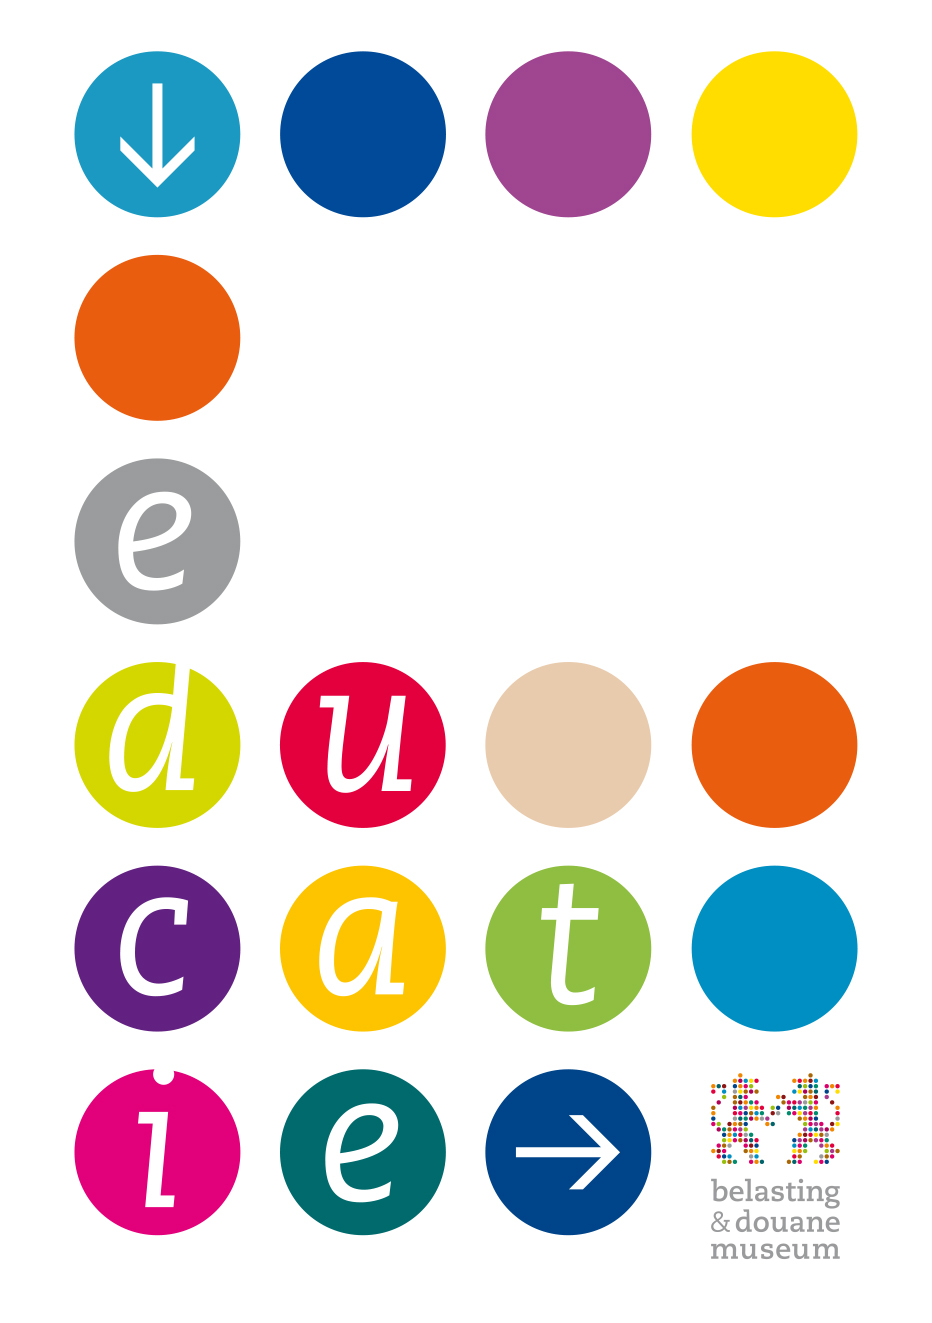 ↓
e
du
cat
ie →
belasting
& douane
museum